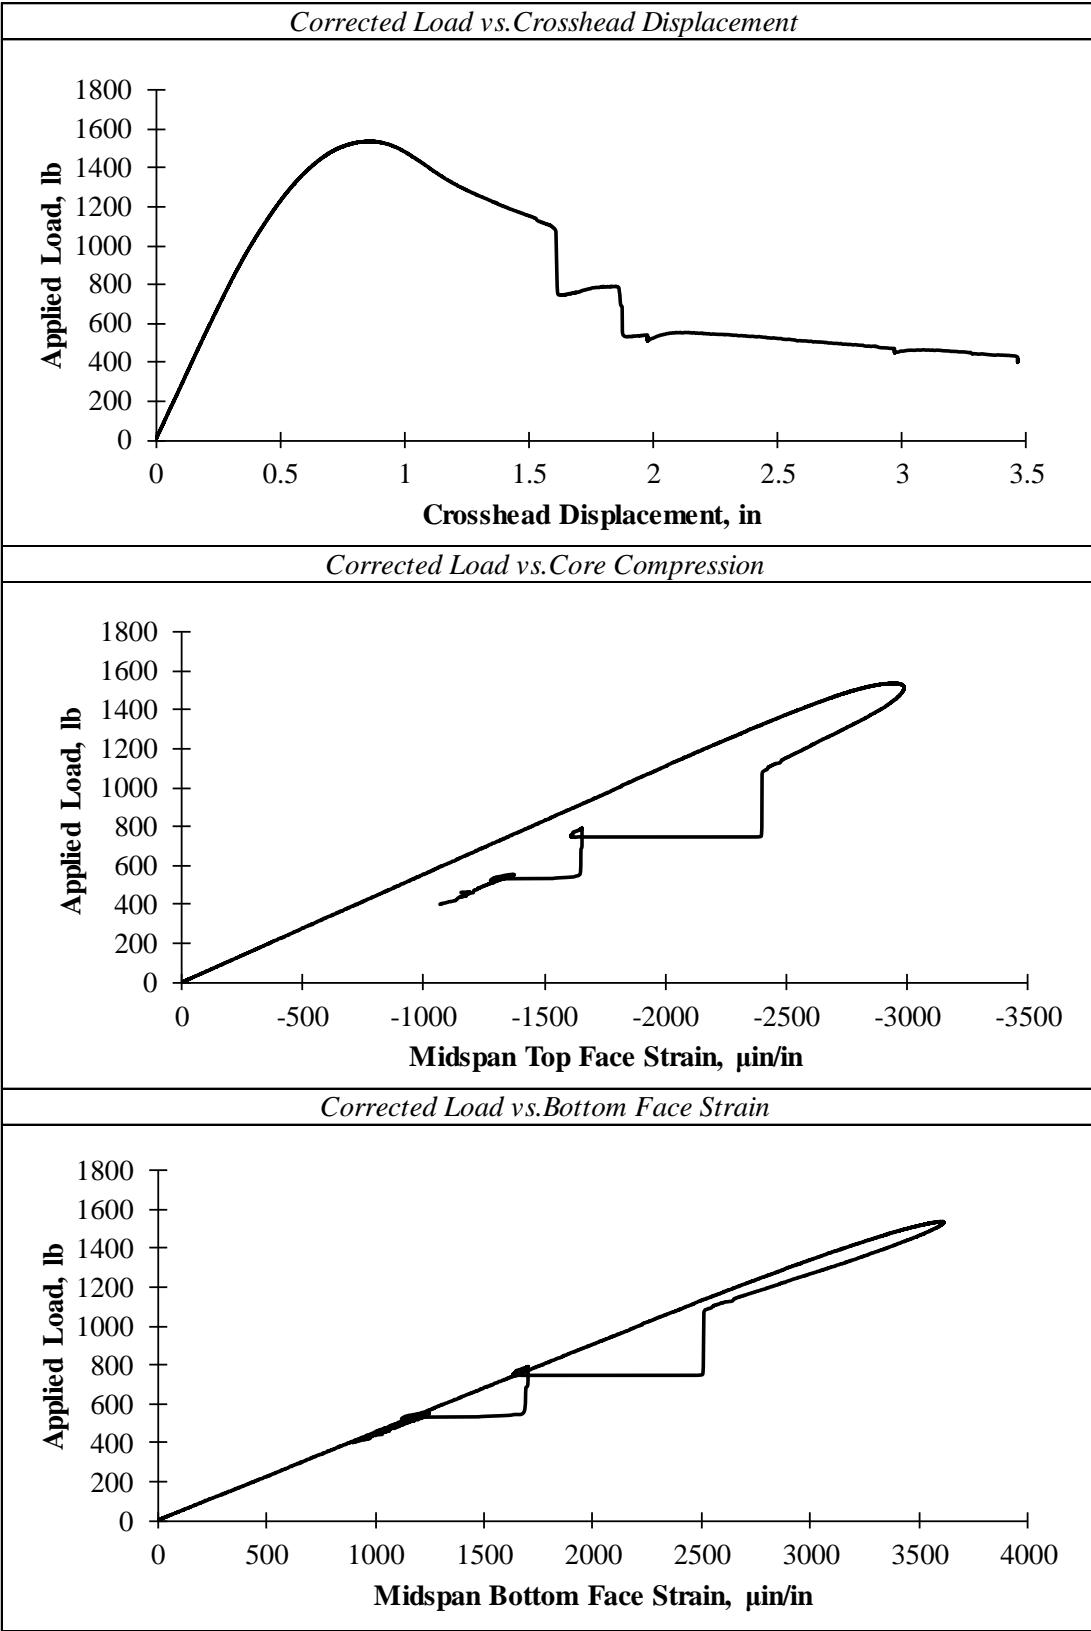 Corrected Load vs.Crosshead Displacement
1800
1600
1400
1200
1000
800
600
400
200
0
Applied Load, lb
0 0.5 1 1.5 2 2.5 3 3.5
Crosshead Displacement, in
Corrected Load vs.Core Compression
1800
1600
1400
1200
1000
800
600
400
200
0
Applied Load, lb
0 -500 -1000 -1500 -2000 -2500 -3000 -3500
Midspan Top Face Strain, µin/in
Corrected Load vs.Bottom Face Strain
1800
1600
1400
1200
1000
800
600
400
200
0
Applied Load, lb
0 500 1000 1500 2000 2500 3000 3500 4000
Midspan Bottom Face Strain, µin/in